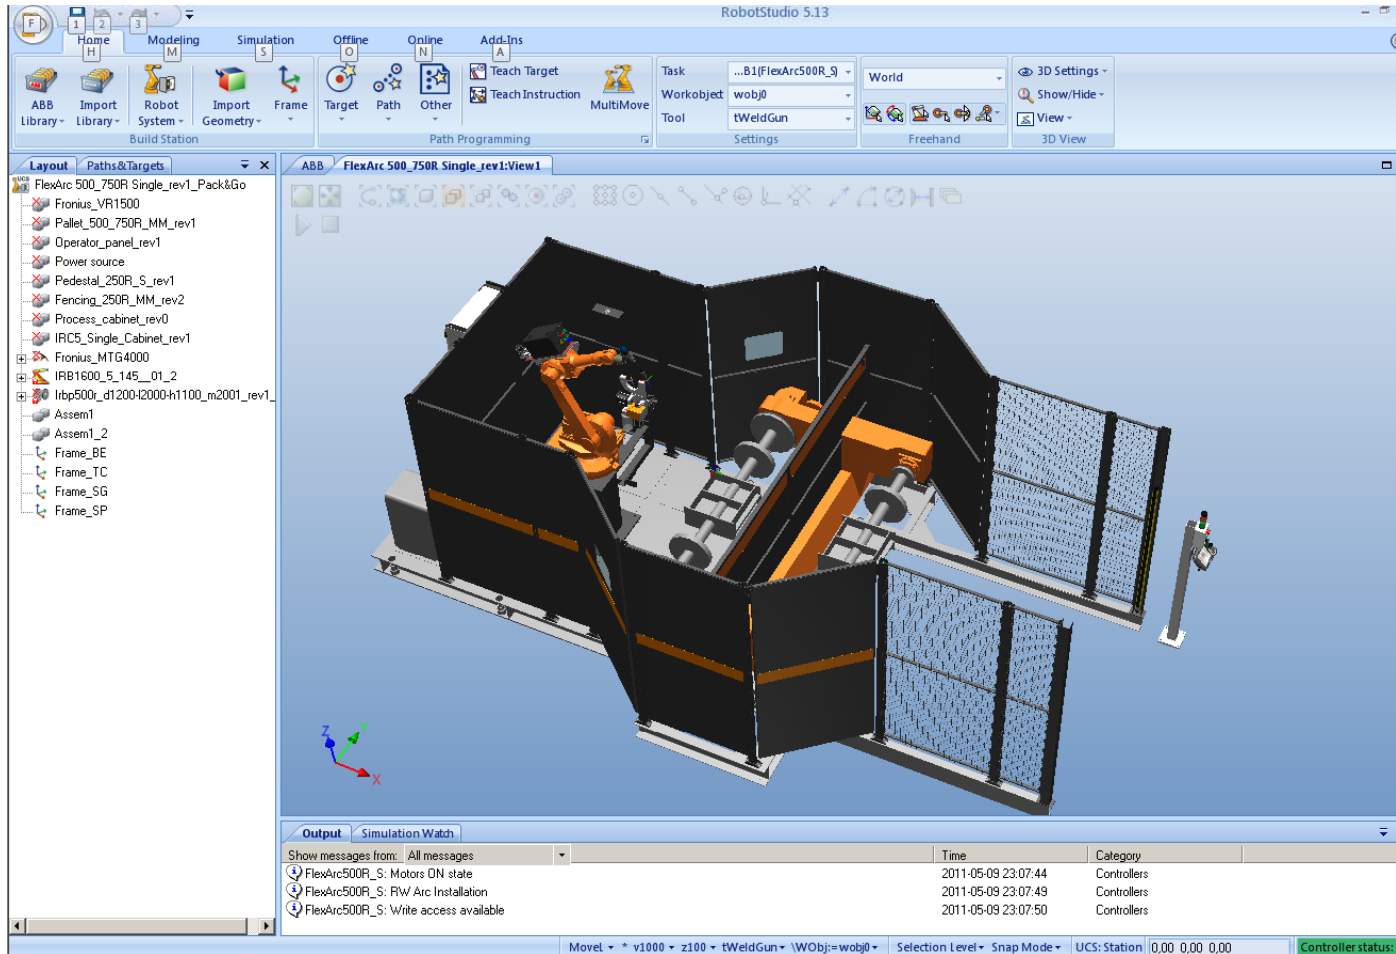 RobotStudio 5.13
F 1 2 3
Home Modeling Simulation Offline Online Add-Ins
H M S O N A
ABB Library
Import Library
Robot System
Import Geometry
Frame
Build Station
Target
Path
Other
Teach Target
Teach Instruction
MultiMove
Path Programming
Task ...B1(FlexArc500R_S)
Workobject wobj0
Tool tWeldGun
Settings
World
Freehand
3D Settings
Show/Hide
View
3D View
Layout Paths&Targets
ABB FlexArc 500_750R Single_rev1:View1
UCS
FlexArc 500_750R Single_rev1_Pack&Go
Fronius_VR1500
Pallet_500_750R_MM_rev1
Operator_panel_rev1
Power source
Pedestal_250R_S_rev1
Fencing_250R_MM_rev2
Process_cabinet_rev0
IRC5_Single_Cabinet_rev1
Fronius_MTG4000
IRB1600_5_145__01_2
Irbp500r_d1200-l2000-h1100_m2001_rev1_
Assem1
Assem1_2
Frame_BE
Frame_TC
Frame_SG
Frame_SP
Z Y
X
Output Simulation Watch
Show messages from: All messages Time Category
FlexArc500R_S: Motors ON state 2011-05-09 23:07:44 Controllers
FlexArc500R_S: RW Arc Installation 2011-05-09 23:07:49 Controllers
FlexArc500R_S: Write access available 2011-05-09 23:07:50 Controllers
MoveL * v1000 z100 tWeldGun \WObj:=wobj0 Selection Level Snap Mode UCS: Station 0,00 0,00 0,00 Controller status: